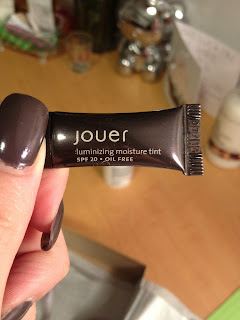 jouer
luminizing moisture tint
SPF 20 • OIL FREE